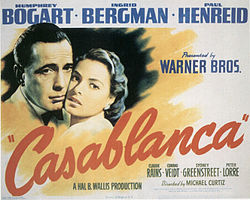 HUMPHREY INGRID PAUL
BOGART BERGMAN HENREID
Presented by
WARNER BROS.
"Casablanca"
CLAUDE CONRAD SYDNEY PETER
RAINS VEIDT GREENSTREET LORRE
A HAL B. WALLIS PRODUCTION
Directed by MICHAEL CURTIZ